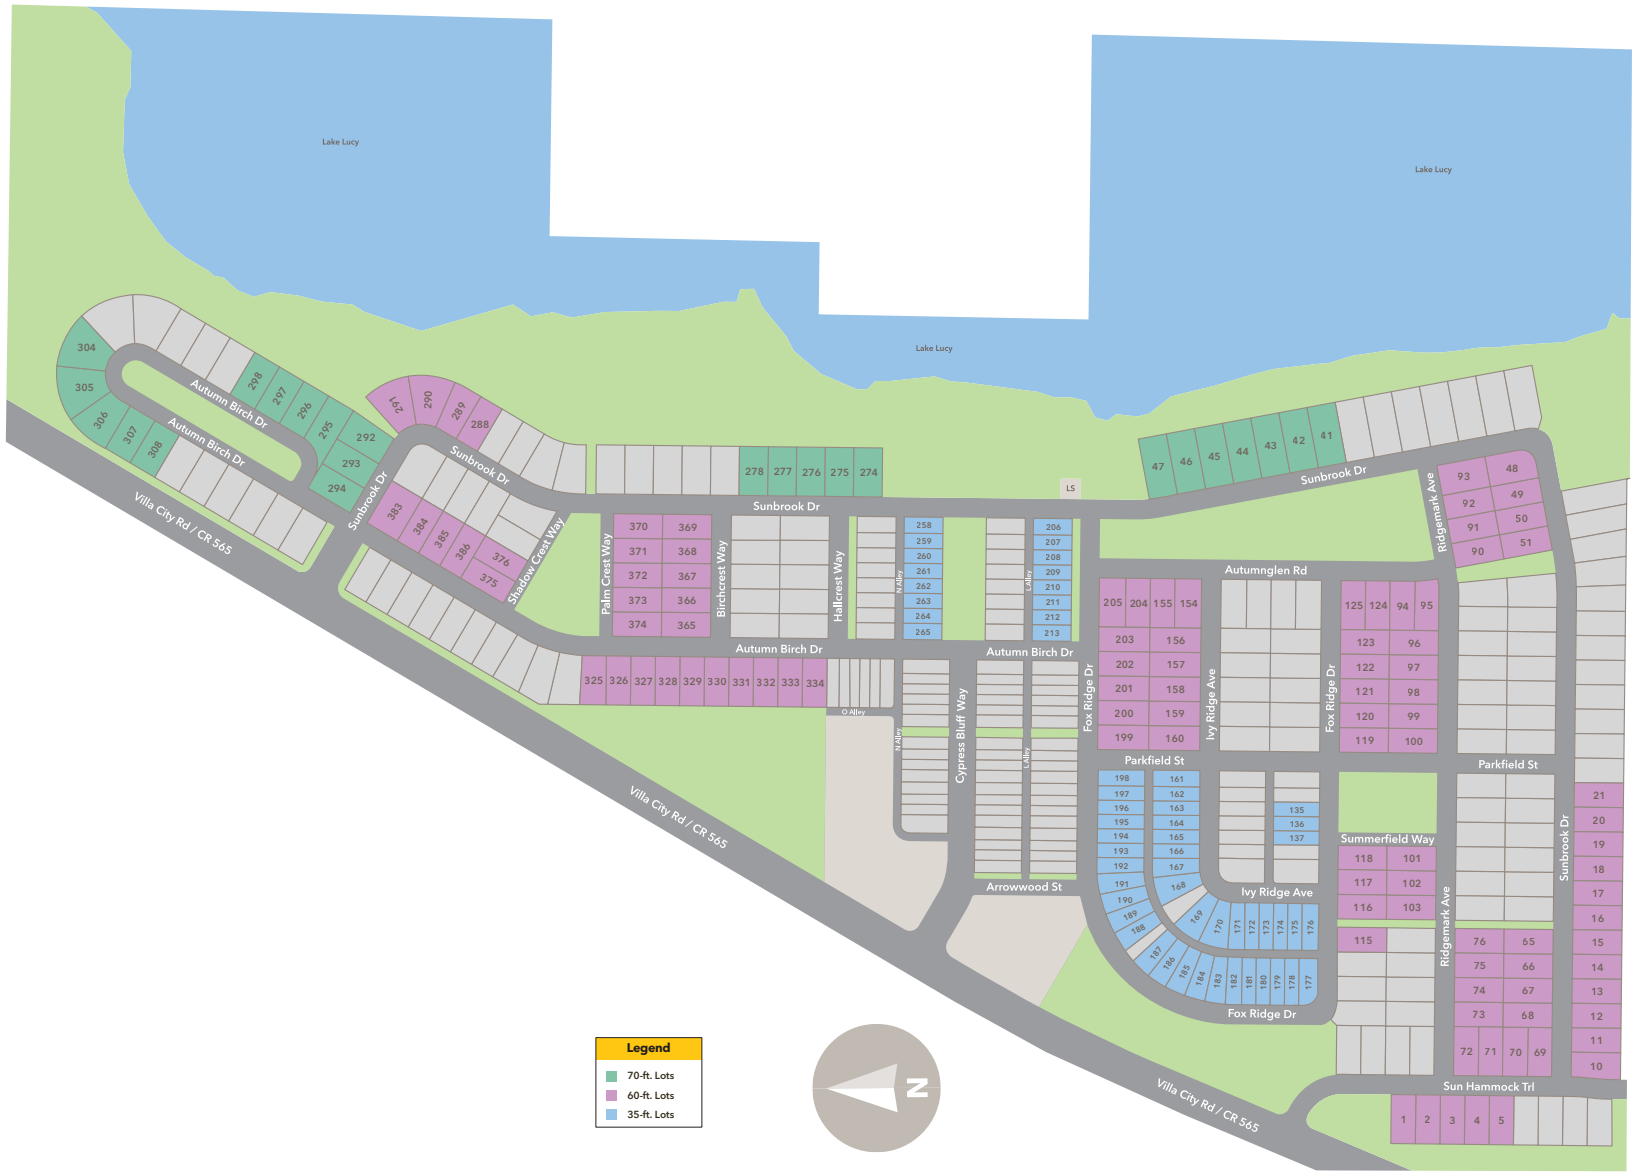 Lake Lucy
Lake Lucy
Lake Lucy
304
305
306
307
308
298
297
296
295
292
293
294
Autumn Birch Dr
Autumn Birch Dr
291
290
289
288
Sunbrook Dr
Sunbrook Dr
383
384
385
386
376
375
Shadow Crest Way
Villa City Rd / CR 565
278 277 276 275 274
Sunbrook Dr
LS
47 46 45 44 43 42 41
Sunbrook Dr
Ridgemark Ave
93 48
92 49
91 50
90 51
Palm Crest Way
370 369
371 368
372 367
373 366
374 365
Birchcrest Way
Hallcrest Way
N Alley
258
259
260
261
262
263
264
265
L Alley
206
207
208
209
210
211
212
213
Autumn Birch Dr
Autumn Birch Dr
325 326 327 328 329 330 331 332 333 334
O Alley
N Alley
Cypress Bluff Way
L Alley
Arrowwood St
Fox Ridge Dr
Autumnglen Rd
205 204 155 154
203 156
202 157
201 158
200 159
199 160
Ivy Ridge Ave
Fox Ridge Dr
125 124 94 95
123 96
122 97
121 98
120 99
119 100
Parkfield St
Parkfield St
198 161
197 162
196 163
195 164
194 165
193 166
192 167
191 168
190
189
188
187
186
185
184
183
182
181
180
179
178
177
169
170
171
172
173
174
175
176
135
136
137
Ivy Ridge Ave
Fox Ridge Dr
Summerfield Way
118 101
117 102
116 103
115
Ridgemark Ave
76 65
75 66
74 67
73 68
72 71 70 69
Sunbrook Dr
21
20
19
18
17
16
15
14
13
12
11
10
Sun Hammock Trl
1 2 3 4 5
Villa City Rd / CR 565
Villa City Rd / CR 565
Legend
70-ft. Lots
60-ft. Lots
35-ft. Lots
N